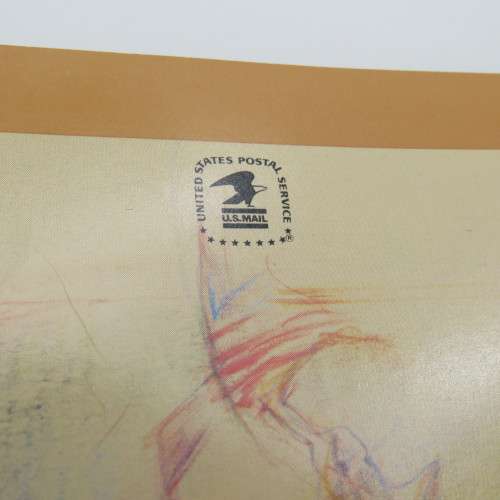 UNITED STATES POSTAL SERVICE
U.S.MAIL
®